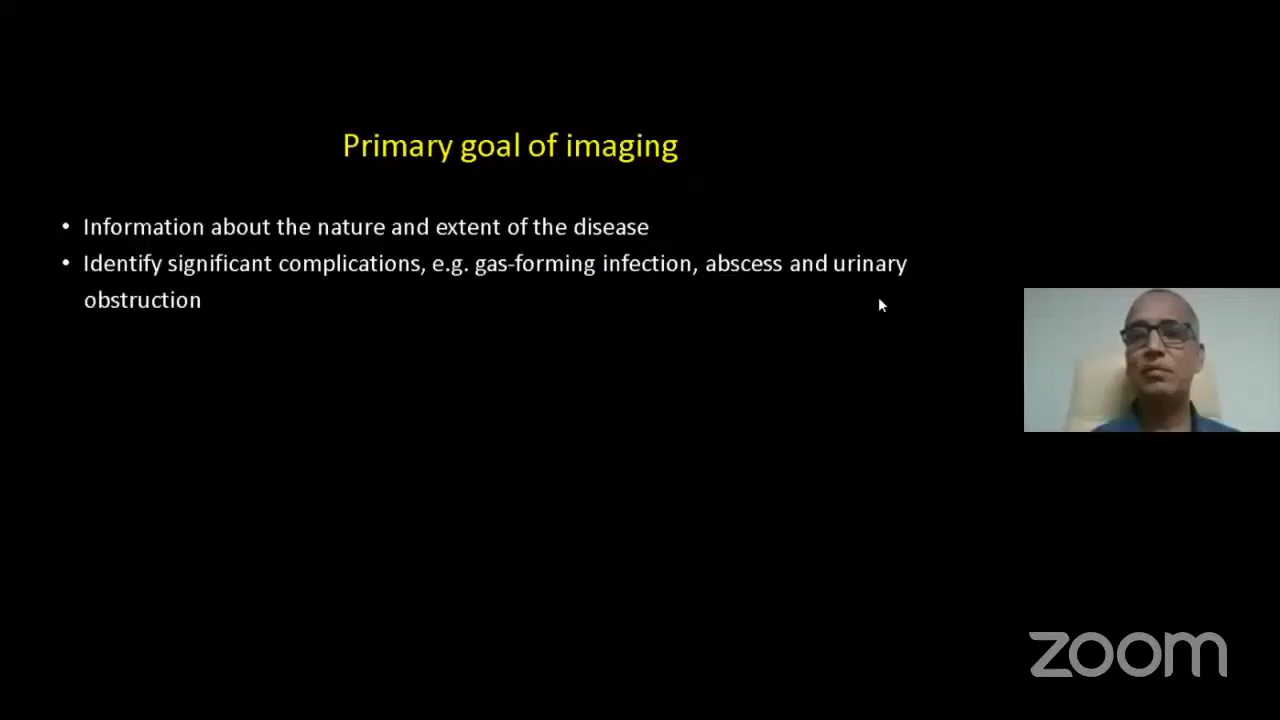 Primary goal of imaging
• Information about the nature and extent of the disease
• Identify significant complications, e.g. gas-forming infection, abscess and urinary
obstruction
zoom